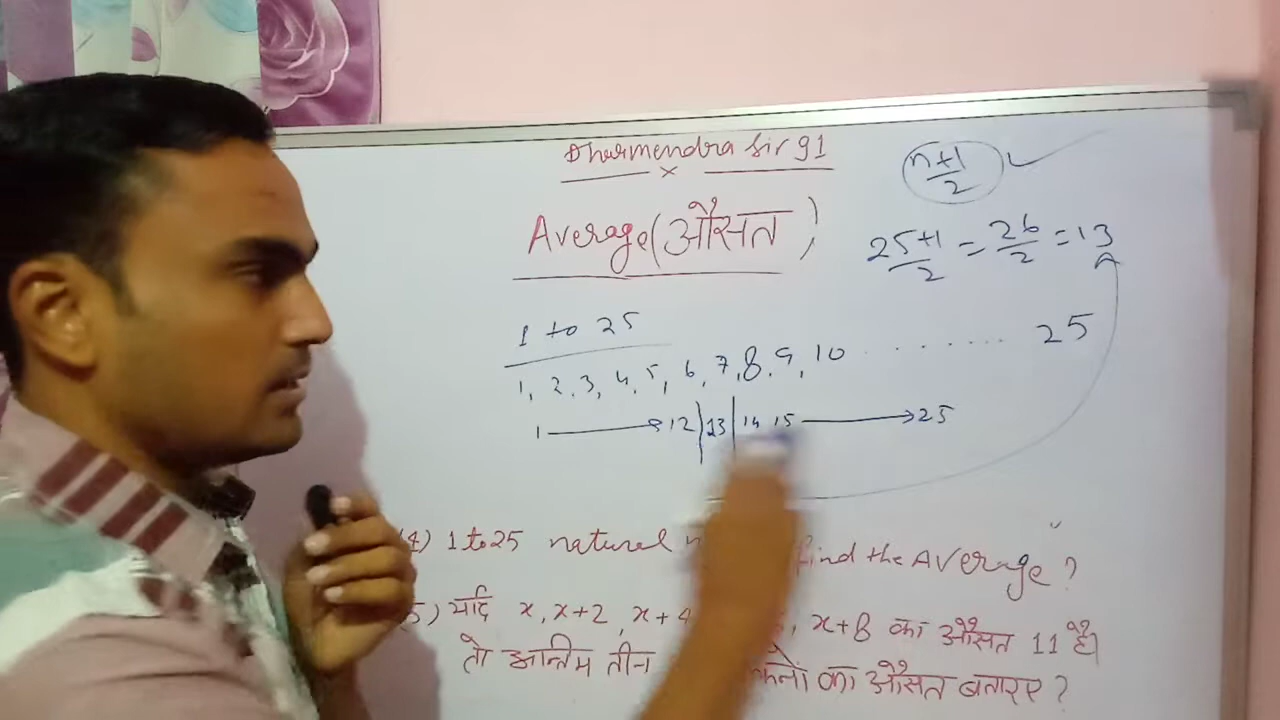 Dharmendra Sir 91
×
Average (औसत)
n+1/2 ✓
25+1/2 = 26/2 = 13
1 to 25
1, 2, 3, 4, 5, 6, 7, 8, 9, 10 . . . . . . . . 25
1 → 12 | 13 | 14 15 → 25
4) 1 to 25 natural find the Average ?
5) यदि x, x+2, x+4 , x+8 का औसत 11 है।
तो अन्तिम तीन का औसत बताइए ?